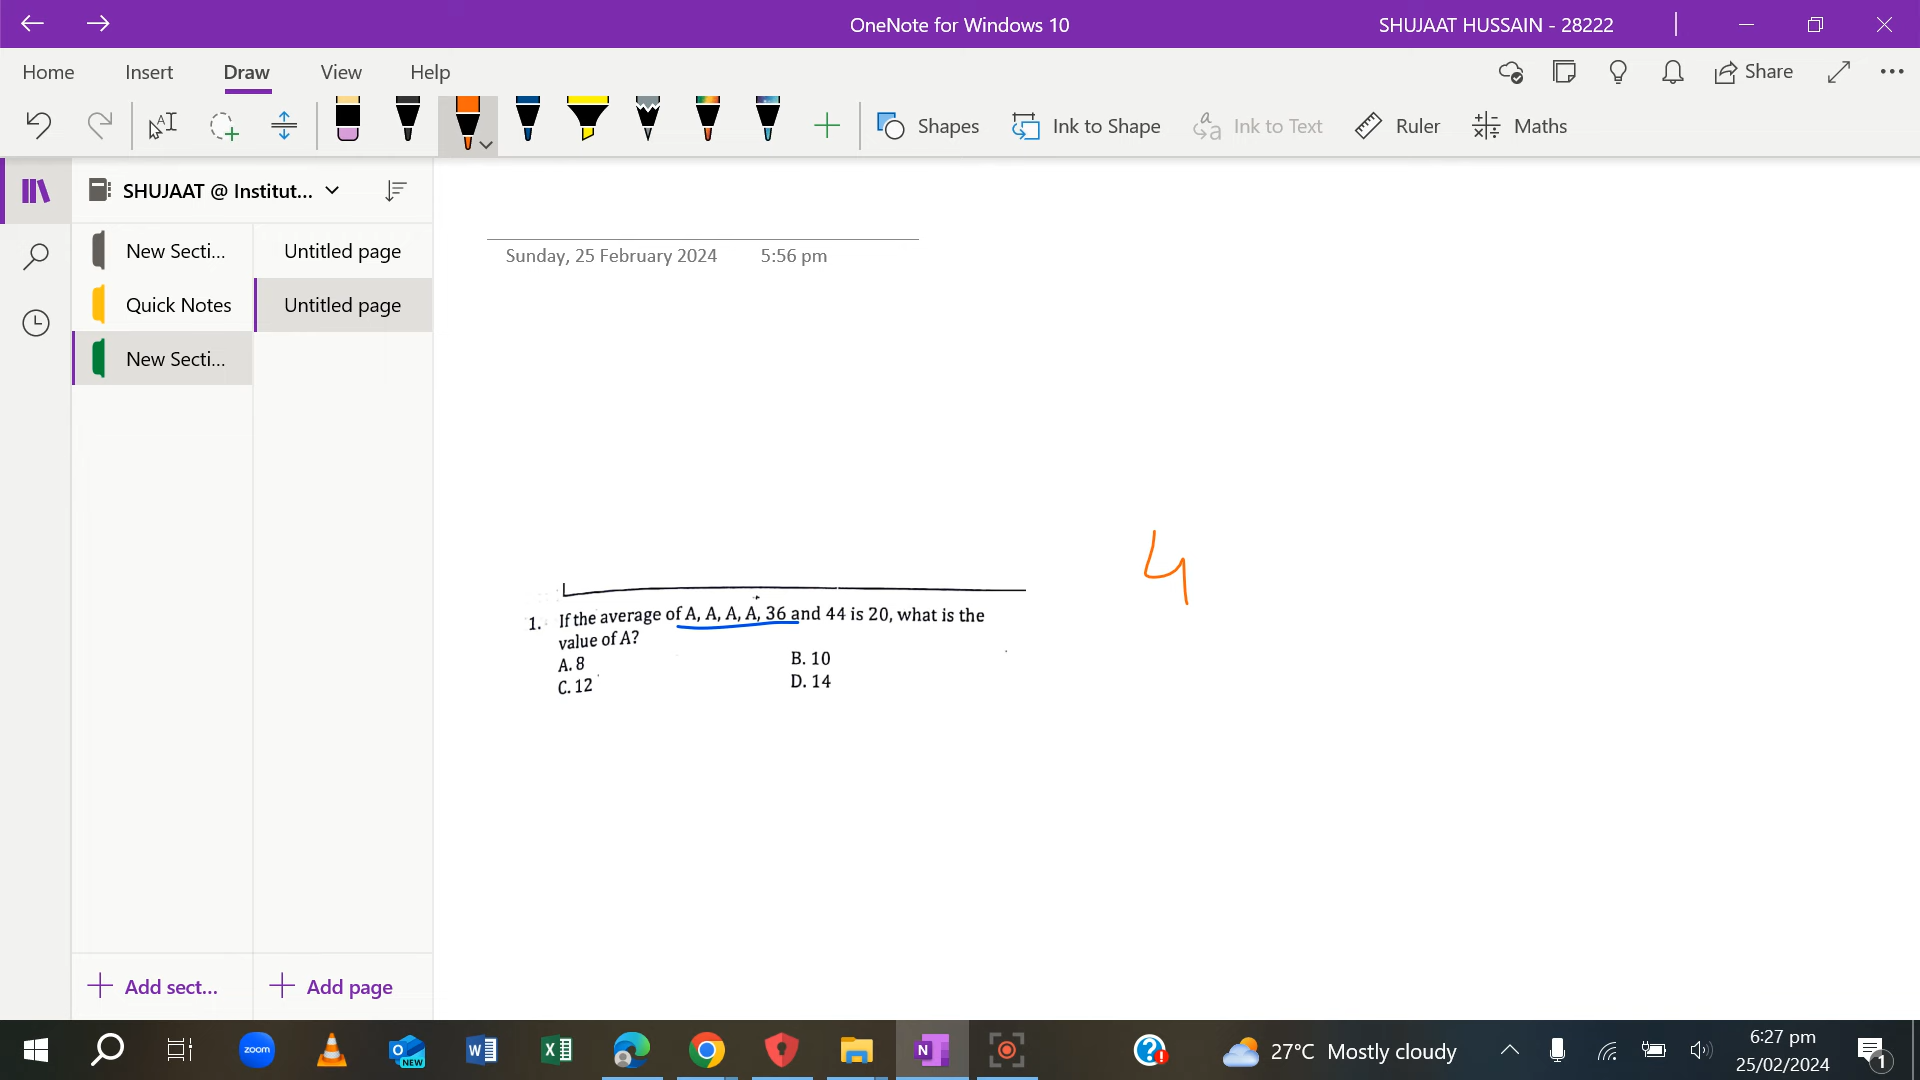 OneNote for Windows 10
SHUJAAT HUSSAIN - 28222
Home Insert Draw View Help
Share
Shapes Ink to Shape Ink to Text Ruler Maths
SHUJAAT @ Institut...
New Secti...
Quick Notes
New Secti...
Untitled page
Untitled page
Sunday, 25 February 2024 5:56 pm
4
1. If the average of A, A, A, A, 36 and 44 is 20, what is the
value of A?
A. 8 B. 10
C. 12 D. 14
Add sect... Add page
zoom
NEW
27°C Mostly cloudy
6:27 pm
25/02/2024
1